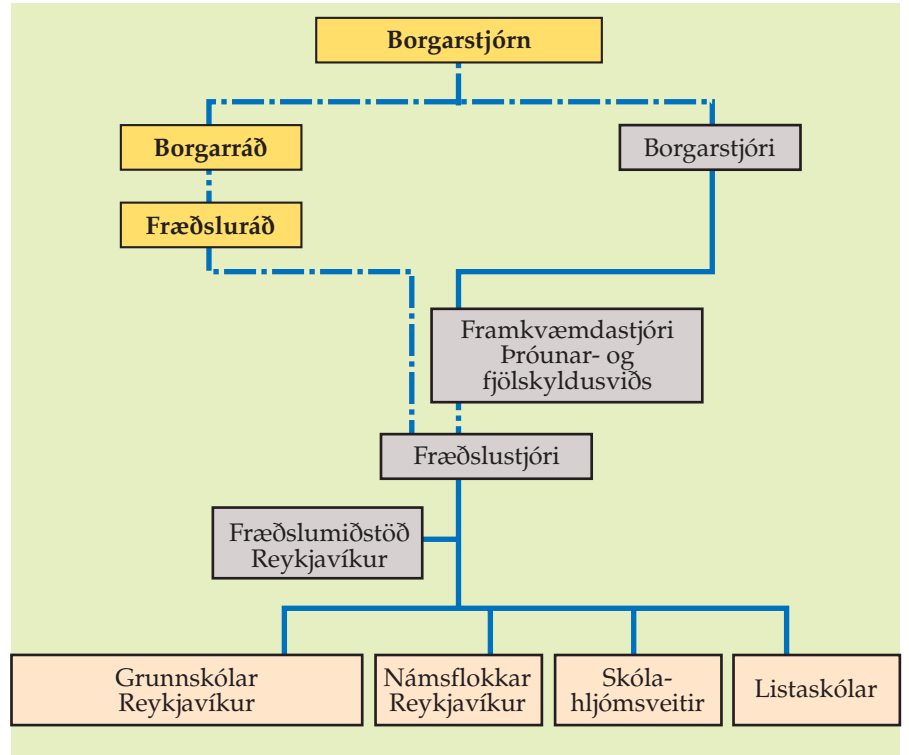 Borgarstjórn
Borgarráð
Borgarstjóri
Fræðsluráð
Framkvæmdastjóri
Þróunar- og
fjölskyldusviðs
Fræðslustjóri
Fræðslumiðstöð
Reykjavíkur
Grunnskólar
Reykjavíkur
Námsflokkar
Reykjavíkur
Skóla-
hljómsveitir
Listaskólar